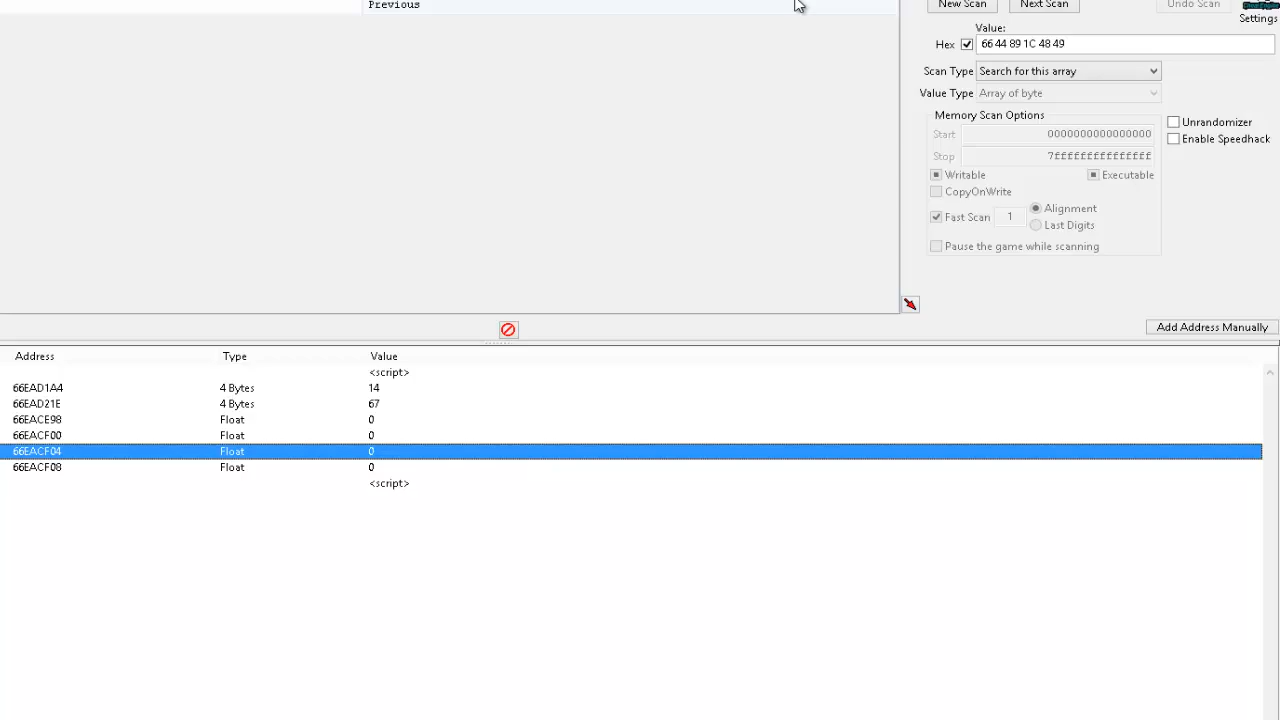 Previous
New Scan Next Scan Undo Scan
Settings
Value:
Hex 66 44 89 1C 48 49
Scan Type Search for this array
Value Type Array of byte
Memory Scan Options
Unrandomizer
Start 0000000000000000
Enable Speedhack
Stop 7fffffffffffffff
Writable Executable
CopyOnWrite
Fast Scan 1 Alignment
Last Digits
Pause the game while scanning
Add Address Manually
Address Type Value
<script>
66EAD1A4 4 Bytes 14
66EAD21E 4 Bytes 67
66EACE98 Float 0
66EACF00 Float 0
66EACF04 Float 0
66EACF08 Float 0
<script>